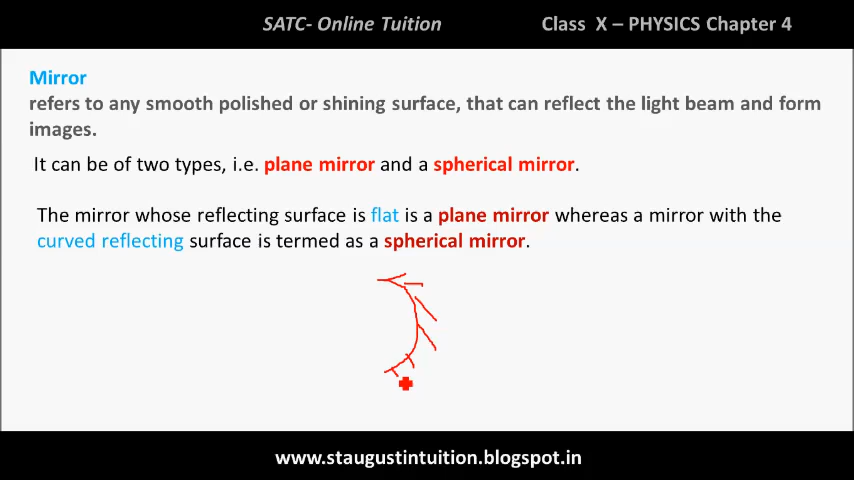 SATC- Online Tuition Class X – PHYSICS Chapter 4
Mirror
refers to any smooth polished or shining surface, that can reflect the light beam and form
images.
It can be of two types, i.e. plane mirror and a spherical mirror.
The mirror whose reflecting surface is flat is a plane mirror whereas a mirror with the
curved reflecting surface is termed as a spherical mirror.
www.staugustintuition.blogspot.in